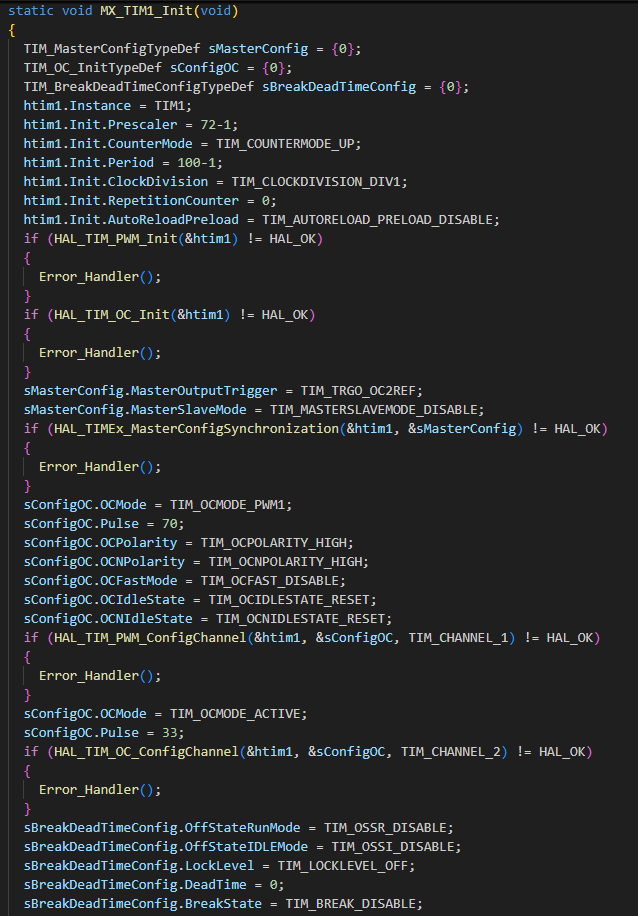 static void MX_TIM1_Init(void)
{
TIM_MasterConfigTypeDef sMasterConfig = {0};
TIM_OC_InitTypeDef sConfigOC = {0};
TIM_BreakDeadTimeConfigTypeDef sBreakDeadTimeConfig = {0};
htim1.Instance = TIM1;
htim1.Init.Prescaler = 72-1;
htim1.Init.CounterMode = TIM_COUNTERMODE_UP;
htim1.Init.Period = 100-1;
htim1.Init.ClockDivision = TIM_CLOCKDIVISION_DIV1;
htim1.Init.RepetitionCounter = 0;
htim1.Init.AutoReloadPreload = TIM_AUTORELOAD_PRELOAD_DISABLE;
if (HAL_TIM_PWM_Init(&htim1) != HAL_OK)
{
Error_Handler();
}
if (HAL_TIM_OC_Init(&htim1) != HAL_OK)
{
Error_Handler();
}
sMasterConfig.MasterOutputTrigger = TIM_TRGO_OC2REF;
sMasterConfig.MasterSlaveMode = TIM_MASTERSLAVEMODE_DISABLE;
if (HAL_TIMEx_MasterConfigSynchronization(&htim1, &sMasterConfig) != HAL_OK)
{
Error_Handler();
}
sConfigOC.OCMode = TIM_OCMODE_PWM1;
sConfigOC.Pulse = 70;
sConfigOC.OCPolarity = TIM_OCPOLARITY_HIGH;
sConfigOC.OCNPolarity = TIM_OCNPOLARITY_HIGH;
sConfigOC.OCFastMode = TIM_OCFAST_DISABLE;
sConfigOC.OCIdleState = TIM_OCIDLESTATE_RESET;
sConfigOC.OCNIdleState = TIM_OCNIDLESTATE_RESET;
if (HAL_TIM_PWM_ConfigChannel(&htim1, &sConfigOC, TIM_CHANNEL_1) != HAL_OK)
{
Error_Handler();
}
sConfigOC.OCMode = TIM_OCMODE_ACTIVE;
sConfigOC.Pulse = 33;
if (HAL_TIM_OC_ConfigChannel(&htim1, &sConfigOC, TIM_CHANNEL_2) != HAL_OK)
{
Error_Handler();
}
sBreakDeadTimeConfig.OffStateRunMode = TIM_OSSR_DISABLE;
sBreakDeadTimeConfig.OffStateIDLEMode = TIM_OSSI_DISABLE;
sBreakDeadTimeConfig.LockLevel = TIM_LOCKLEVEL_OFF;
sBreakDeadTimeConfig.DeadTime = 0;
sBreakDeadTimeConfig.BreakState = TIM_BREAK_DISABLE;